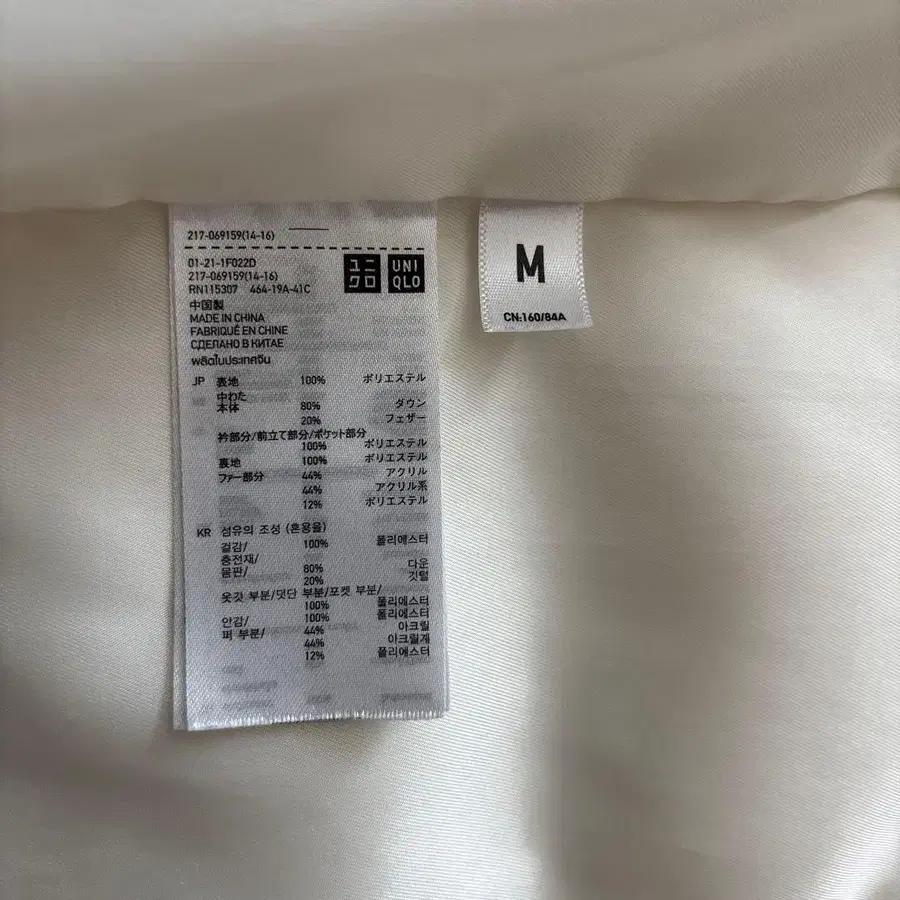 217-069159(14-16)
01-21-1F022D
217-069159(14-16)
RN115307 464-19A-41C
ユニ
クロ
UNI
QLO
中国製
MADE IN CHINA
FABRIQUÉ EN CHINE
СДЕЛАНО В КИТАЕ
ผลิตในประเทศจีน
JP 表地 100% ポリエステル
中わた
本体 80% ダウン
20% フェザー
衿部分/前立て部分/ポケット部分
100% ポリエステル
裏地 100% ポリエステル
ファー部分 44% アクリル
44% アクリル系
12% ポリエステル
KR 섬유의 조성 (혼용율)
겉감/ 100% 폴리에스터
충전재/
몸판/ 80% 다운
20% 깃털
옷깃 부분/덧단 부분/포켓 부분/
100% 폴리에스터
안감/ 100% 폴리에스터
퍼 부분/ 44% 아크릴
44% 아크릴계
12% 폴리에스터
M
CN:160/84A